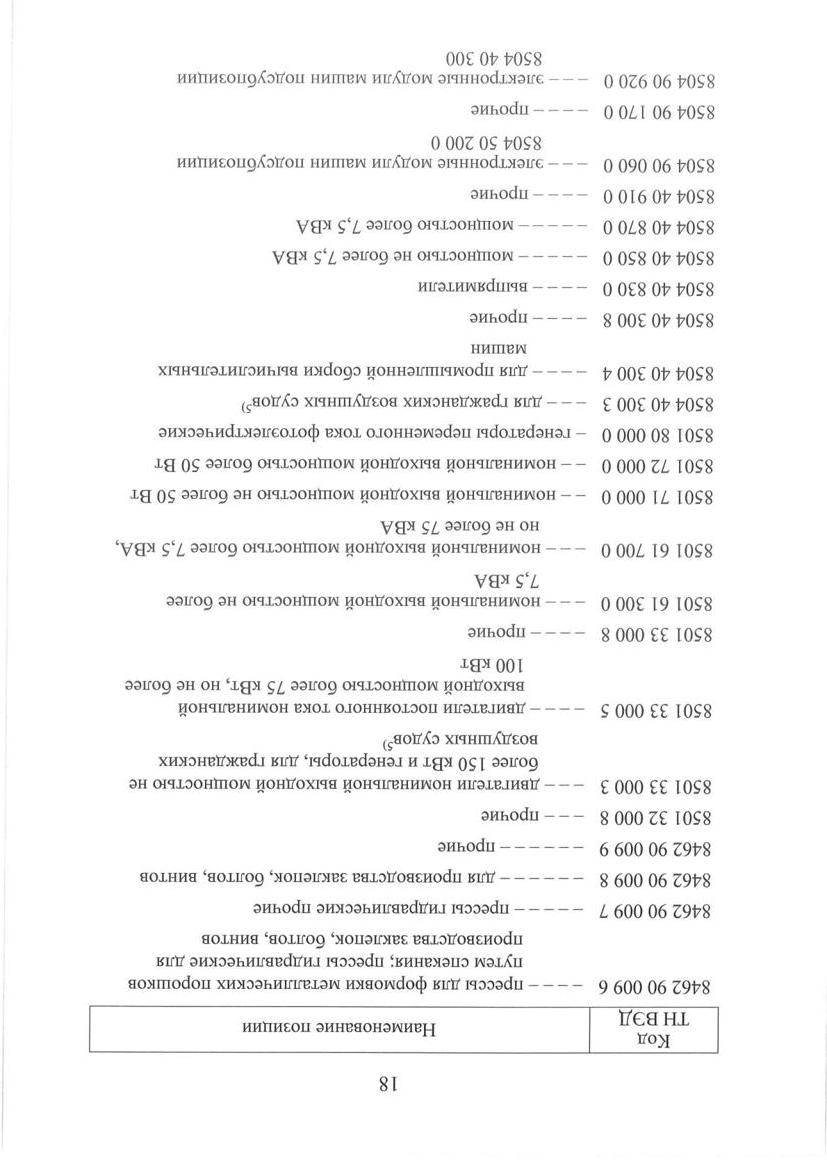 18
Код
ТН ВЭД
Наименование позиции
8462 90 009 6 – – – – прессы для формовки металлических порошков
путем спекания; прессы гидравлические для
производства заклепок, болтов, винтов
8462 90 009 7 – – – – – прессы гидравлические прочие
8462 90 009 8 – – – – – – для производства заклепок, болтов, винтов
8462 90 009 9 – – – – – – прочие
8501 32 000 8 – – – прочие
8501 33 000 3 – – – двигатели номинальной выходной мощностью не
более 150 кВт и генераторы, для гражданских
воздушных судов5)
8501 33 000 5 – – – – двигатели постоянного тока номинальной
выходной мощностью более 75 кВт, но не более
100 кВт
8501 33 000 8 – – – – прочие
8501 61 300 0 – – – номинальной выходной мощностью не более
7,5 кВА
8501 61 700 0 – – – номинальной выходной мощностью более 7,5 кВА,
но не более 75 кВА
8501 71 000 0 – – номинальной выходной мощностью не более 50 Вт
8501 72 000 0 – – номинальной выходной мощностью более 50 Вт
8501 80 000 0 – генераторы переменного тока фотоэлектрические
8504 40 300 3 – – – для гражданских воздушных судов5)
8504 40 300 4 – – – – для промышленной сборки вычислительных
машин
8504 40 300 8 – – – – прочие
8504 40 830 0 – – – – выпрямители
8504 40 850 0 – – – – – мощностью не более 7,5 кВА
8504 40 870 0 – – – – – мощностью более 7,5 кВА
8504 40 910 0 – – – – прочие
8504 90 060 0 – – – электронные модули машин подсубпозиции
8504 50 200 0
8504 90 170 0 – – – – прочие
8504 90 920 0 – – – электронные модули машин подсубпозиции
8504 40 300